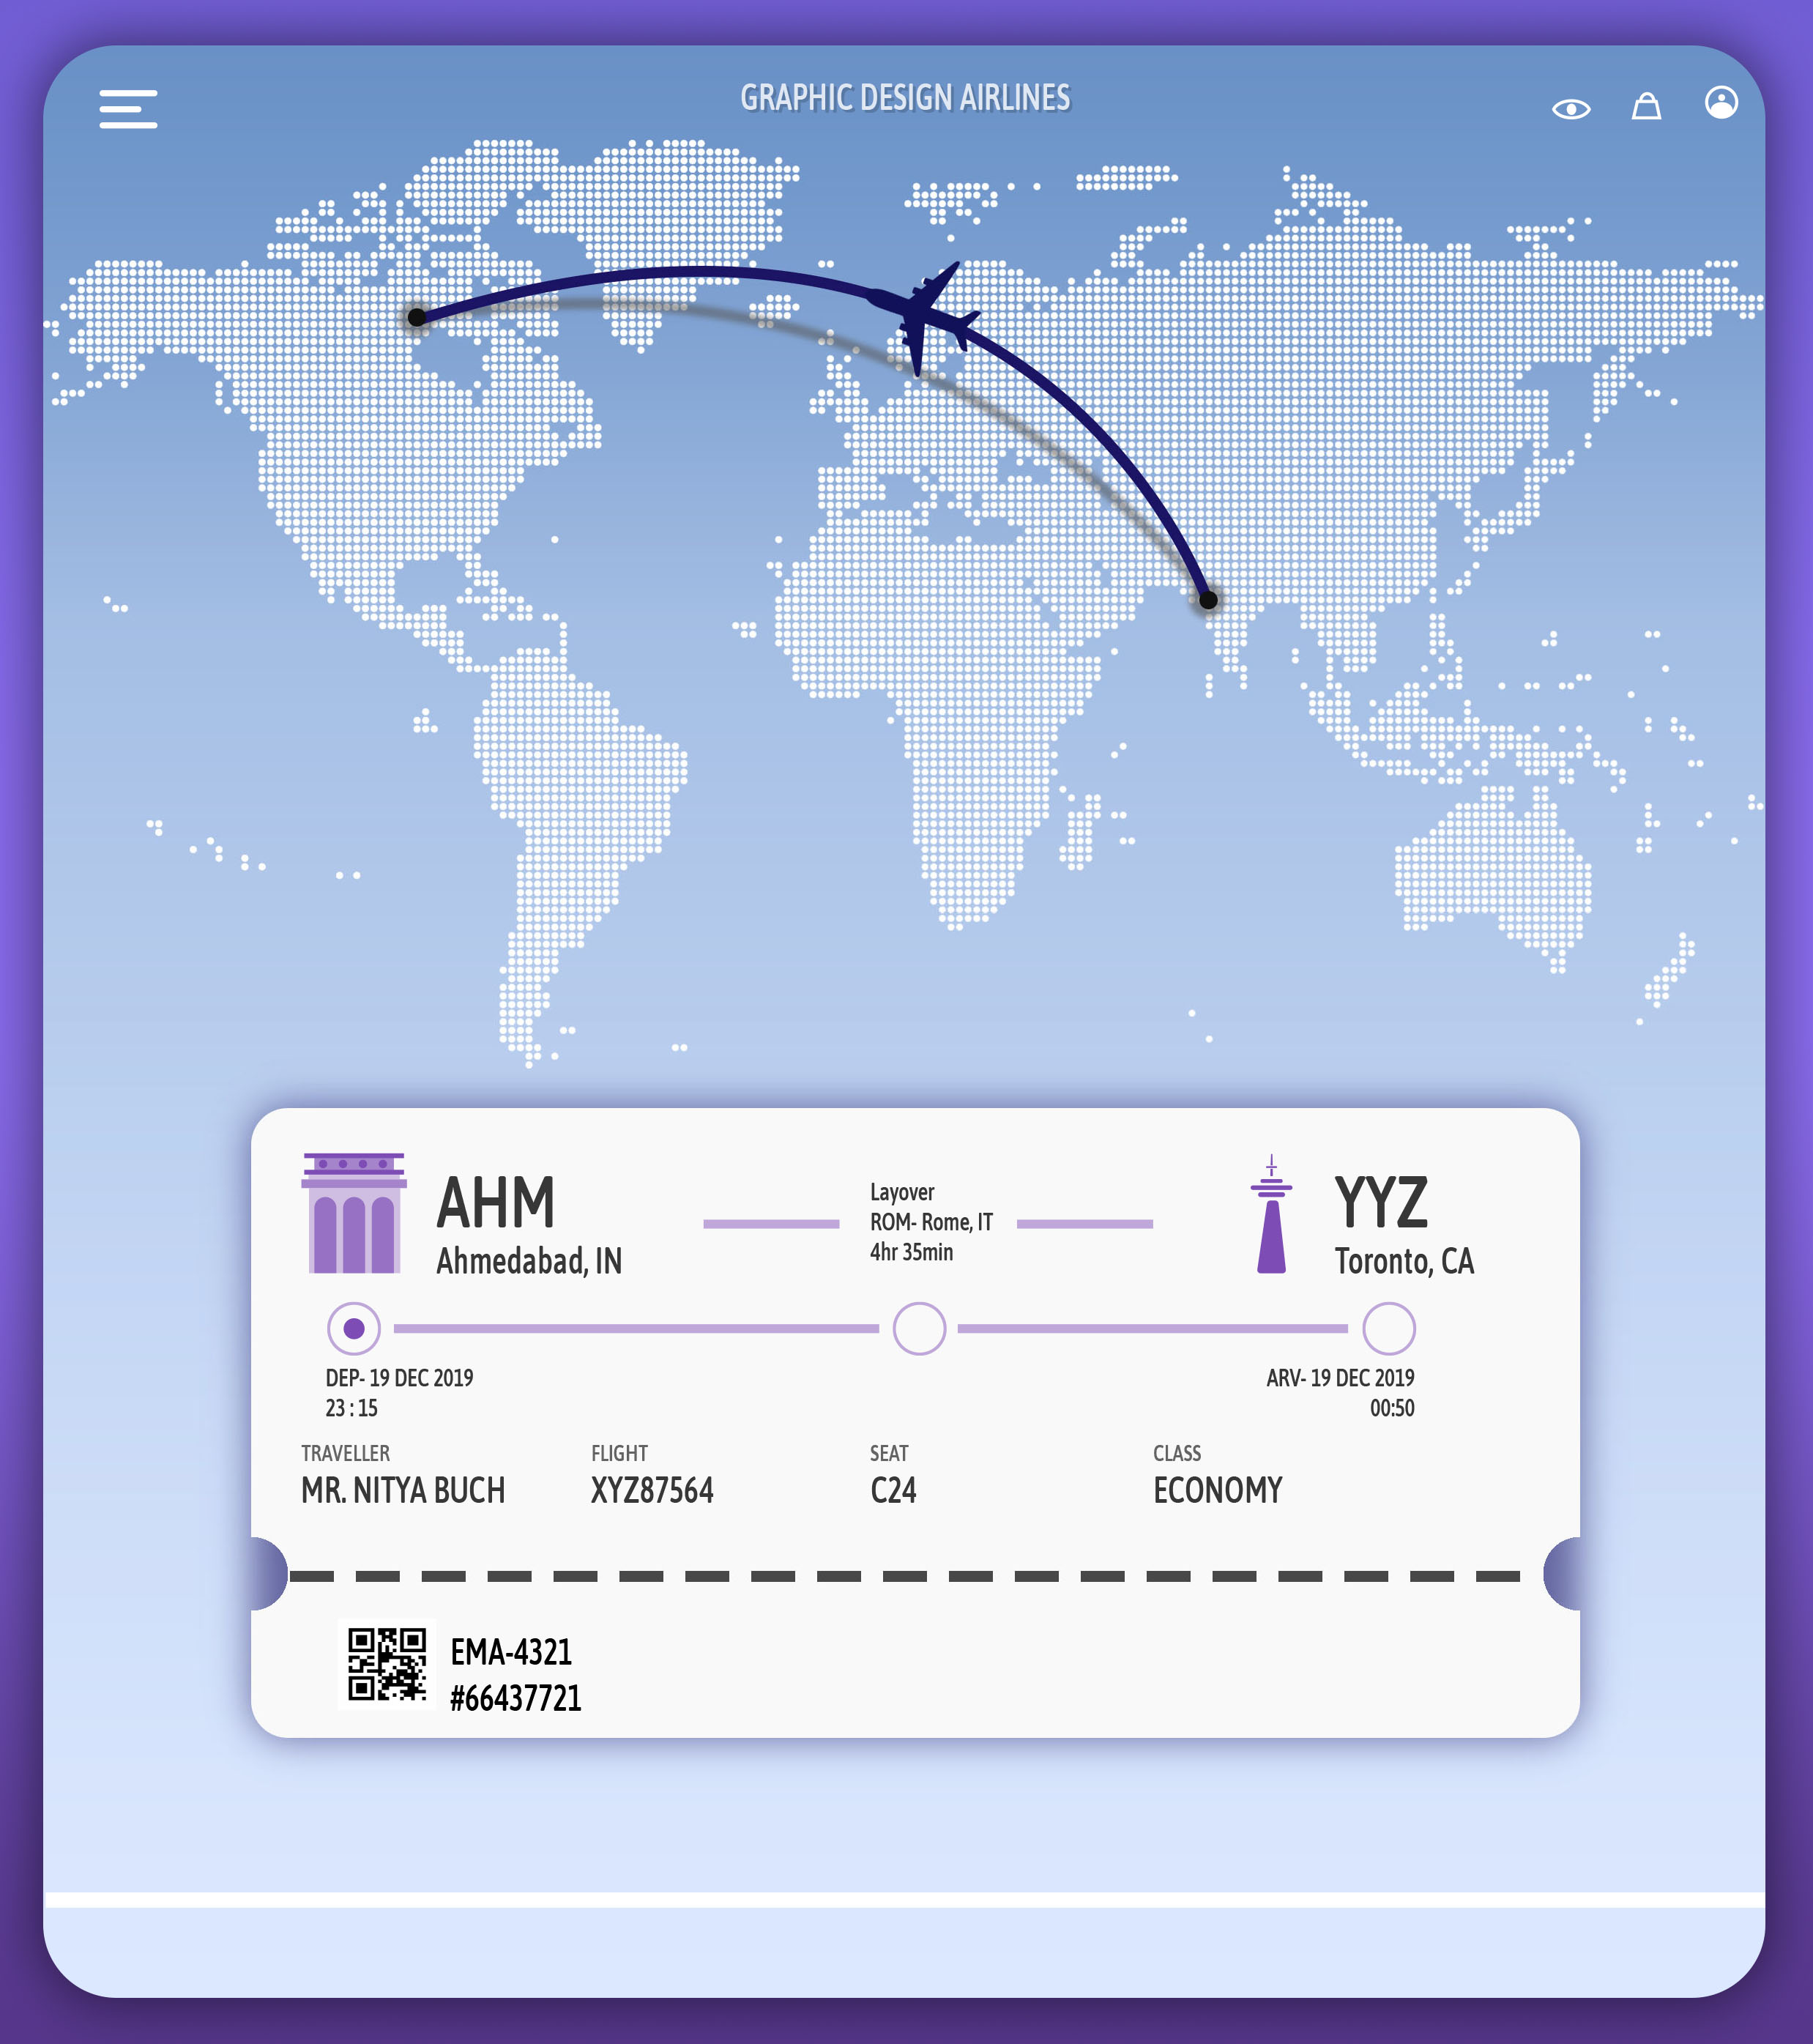 GRAPHIC DESIGN AIRLINES
AHM
Ahmedabad, IN
Layover
ROM- Rome, IT
4hr 35min
YYZ
Toronto, CA
DEP- 19 DEC 2019
23 : 15
ARV- 19 DEC 2019
00:50
TRAVELLER
MR. NITYA BUCH
FLIGHT
XYZ87564
SEAT
C24
CLASS
ECONOMY
EMA-4321
#66437721